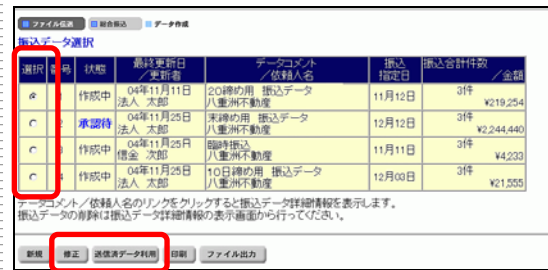 ファイル伝送 総合振込 データ作成
振込データ選択
選択 番号 状態 最終更新日/更新者 データコメント/依頼人名 振込指定日 振込合計件数/金額
作成中 04年11月11日 法人 太郎 20締め用 振込データ 八重洲不動産 11月12日 3件 ¥219,254
2 承認待 04年11月25日 法人 太郎 末締め用 振込データ 八重洲不動産 12月12日 3件 ¥2,244,440
作成中 04年11月25日 信金 次郎 臨時振込 八重洲不動産 11月11日 3件 ¥4,233
作成中 04年11月25日 法人 太郎 10日締め用 振込データ 八重洲不動産 12月03日 3件 ¥21,555
データコメント/依頼人名のリンクをクリックすると振込データ詳細情報を表示します。
振込データの削除は振込データ詳細情報の表示画面から行ってください。
新規 修正 送信済データ利用 印刷 ファイル出力